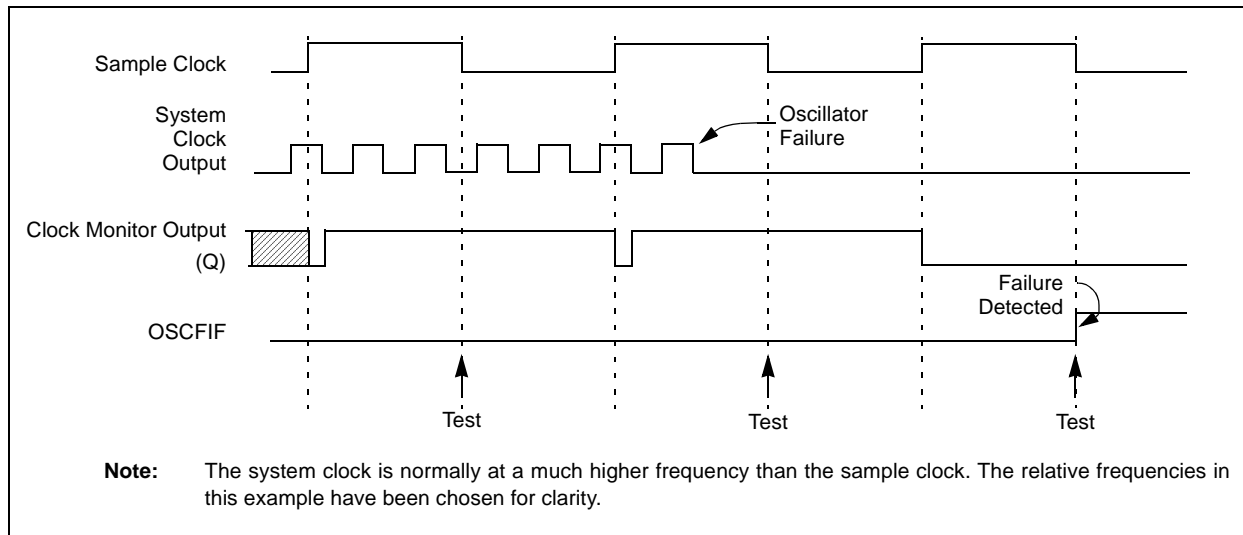 Sample Clock
System
Clock
Output
Oscillator
Failure
Clock Monitor Output
(Q)
Failure
Detected
OSCFIF
Test
Test
Test
Note: The system clock is normally at a much higher frequency than the sample clock. The relative frequencies in
this example have been chosen for clarity.